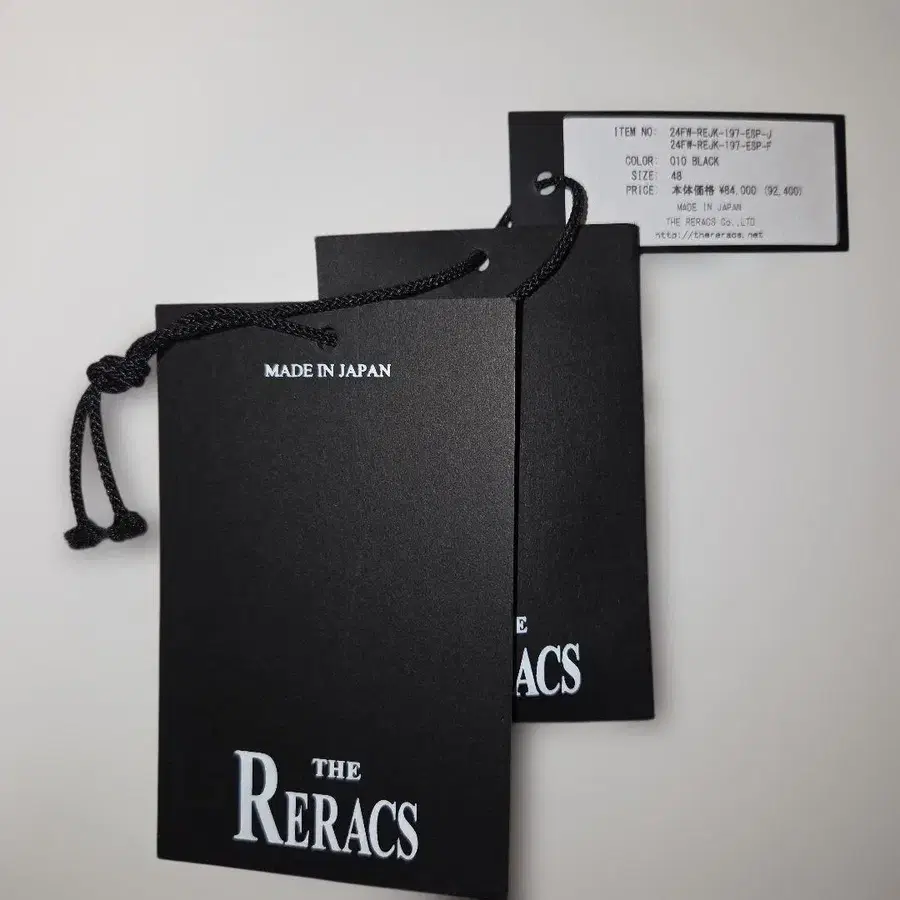 ITEM NO: 24FW-REJK-197-ESP-J
24FW-REJK-197-ESP-F
COLOR: 010 BLACK
SIZE: 48
PRICE: 本体価格 ¥84,000 (92,400)
MADE IN JAPAN
THE RERACS Co.,LTD
http://thereracs.net
MADE IN JAPAN
E
ACS
THE
RERACS